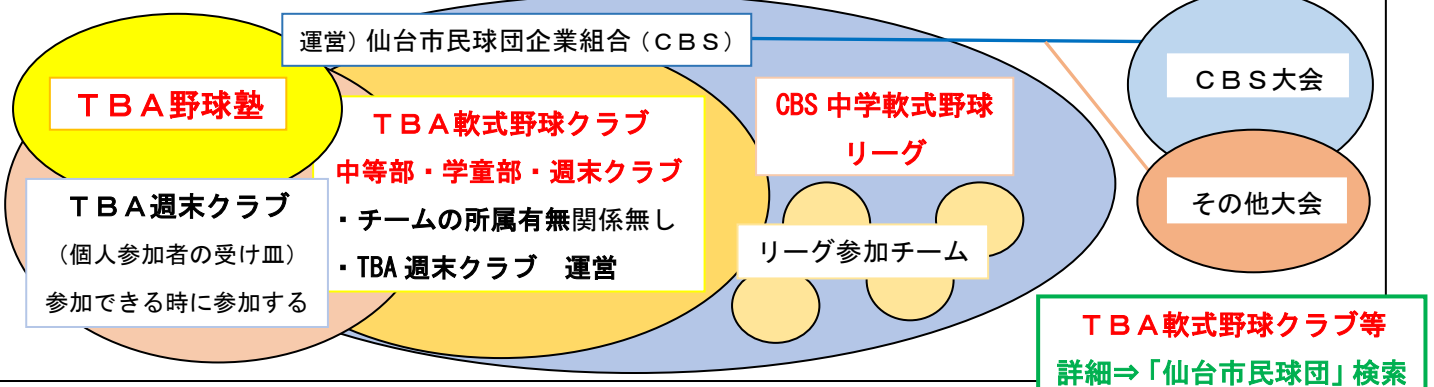 運営）仙台市民球団企業組合（ＣＢＳ）
ＴＢＡ野球塾
ＴＢＡ週末クラブ
（個人参加者の受け皿）
参加できる時に参加する
ＴＢＡ軟式野球クラブ
中等部・学童部・週末クラブ
・チームの所属有無関係無し
・TBA 週末クラブ　運営
CBS 中学軟式野球
リーグ
リーグ参加チーム
ＣＢＳ大会
その他大会
ＴＢＡ軟式野球クラブ等
詳細⇒「仙台市民球団」検索